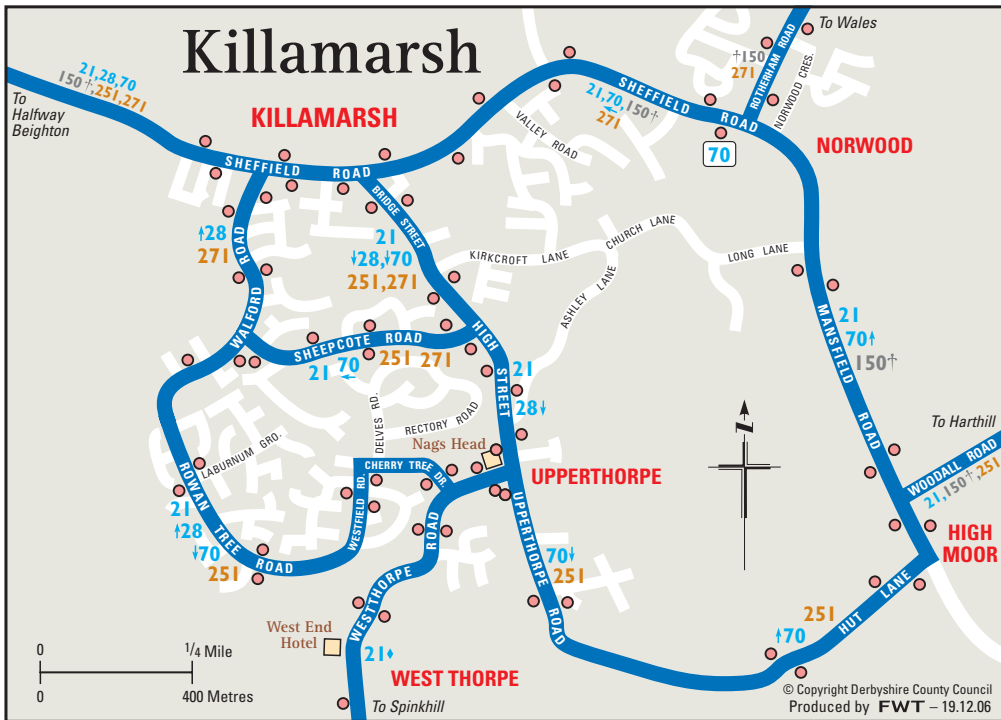 Killamarsh
To Wales
†150
271
ROTHERHAM ROAD
NORWOOD CRES.
21,28,70
150†,251,271
To
Halfway
Beighton
KILLAMARSH
21,70,150†
←
271
SHEFFIELD ROAD
VALLEY ROAD
70
NORWOOD
SHEFFIELD ROAD
BRIDGE STREET
↑28
271
21
↓28,↓70
251,271
KIRKCROFT LANE
CHURCH LANE
LONG LANE
ASHLEY LANE
WALFORD ROAD
SHEEPCOTE ROAD
251 271
21 70
←
HIGH STREET
21
28↓
21
70↑
150†
MANSFIELD ROAD
DELVES RD.
RECTORY ROAD
LABURNUM GRO.
Nags Head
CHERRY TREE DR.
UPPERTHORPE
To Harthill
WOODALL ROAD
21,150†,251
HIGH
MOOR
ROWAN TREE ROAD
21
↑28
↓70
251
WESTFIELD RD.
WESTTHORPE ROAD
UPPERTHORPE ROAD
70↓
251
HUT LANE
251
↑70
West End
Hotel
21♦
WEST THORPE
To Spinkhill
N
0 1/4 Mile
0 400 Metres
© Copyright Derbyshire County Council
Produced by FWT – 19.12.06